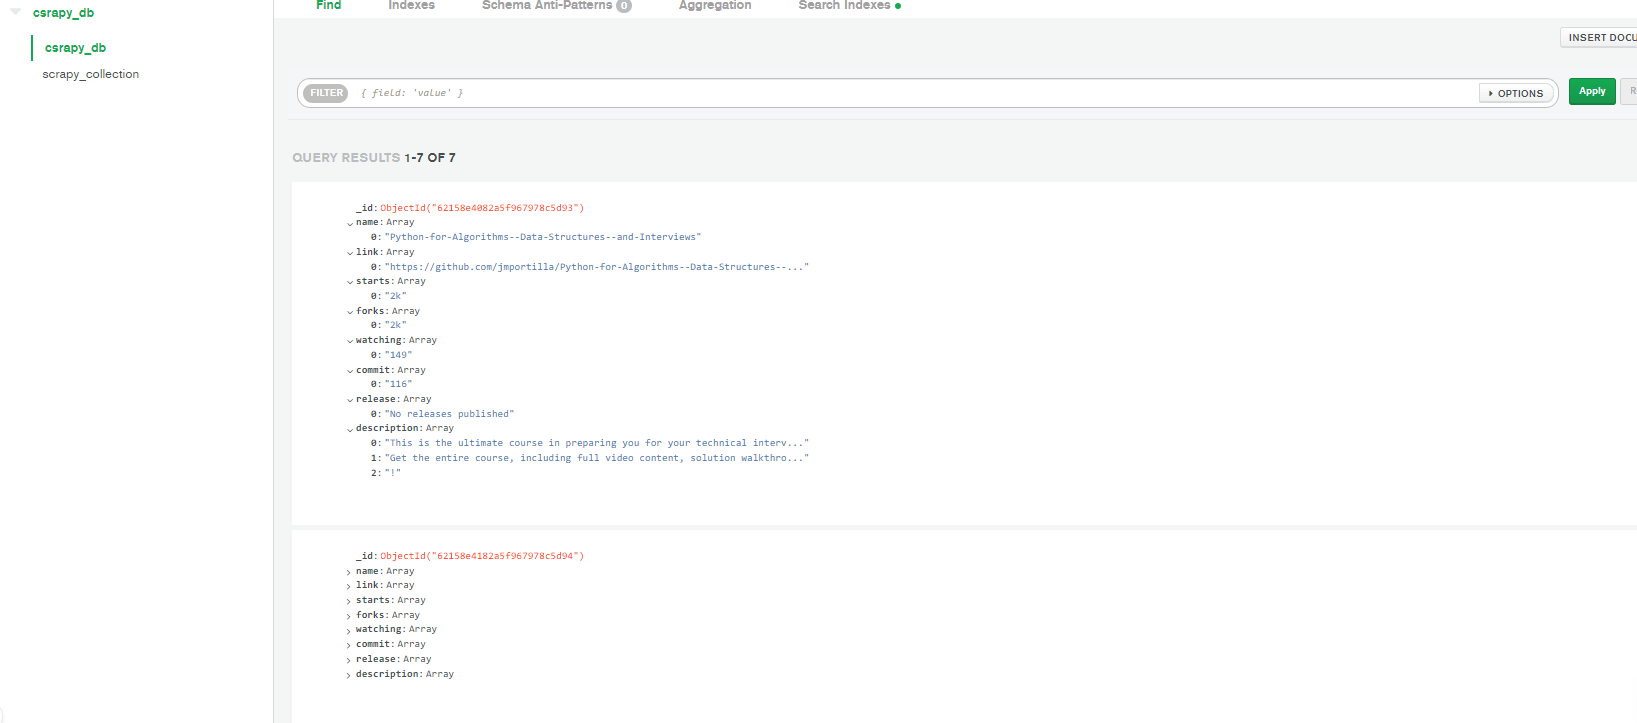 csrapy_db
csrapy_db
scrapy_collection
Find Indexes Schema Anti-Patterns 0 Aggregation Search Indexes
INSERT DOCU
FILTER { field: 'value' } OPTIONS Apply
QUERY RESULTS 1-7 OF 7
_id: ObjectId("62158e4082a5f967978c5d93")
name: Array
0: "Python-for-Algorithms--Data-Structures--and-Interviews"
link: Array
0: "https://github.com/jmportilla/Python-for-Algorithms--Data-Structures--..."
starts: Array
0: "2k"
forks: Array
0: "2k"
watching: Array
0: "149"
commit: Array
0: "116"
release: Array
0: "No releases published"
description: Array
0: "This is the ultimate course in preparing you for your technical interv..."
1: "Get the entire course, including full video content, solution walkthro..."
2: "!"
_id: ObjectId("62158e4182a5f967978c5d94")
name: Array
link: Array
starts: Array
forks: Array
watching: Array
commit: Array
release: Array
description: Array